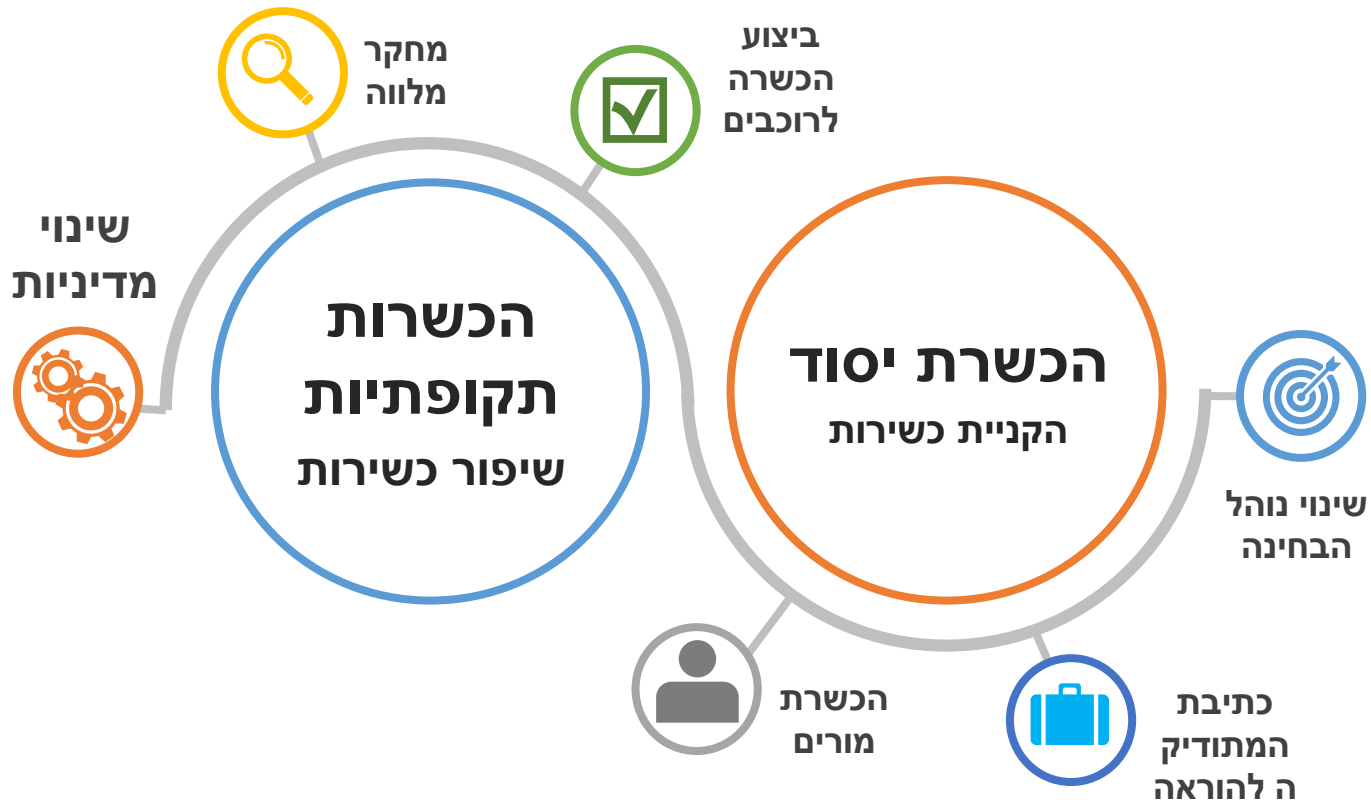 ביצוע
הכשרה
לרוכבים
מחקר
מלווה
שינוי
מדיניות
הכשרת יסוד
הקניית כשירות
הכשרות
תקופתיות
שיפור כשירות
שינוי נוהל
הבחינה
כתיבת
המתודיק
ה להוראה
הכשרת
מורים